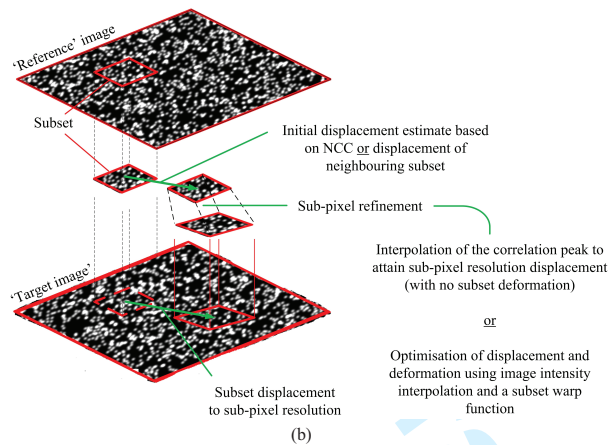 'Reference' image
Subset
Initial displacement estimate based
on NCC or displacement of
neighbouring subset
Sub-pixel refinement
Interpolation of the correlation peak to
attain sub-pixel resolution displacement
(with no subset deformation)
or
Optimisation of displacement and
deformation using image intensity
interpolation and a subset warp
function
'Target image'
Subset displacement
to sub-pixel resolution
(b)